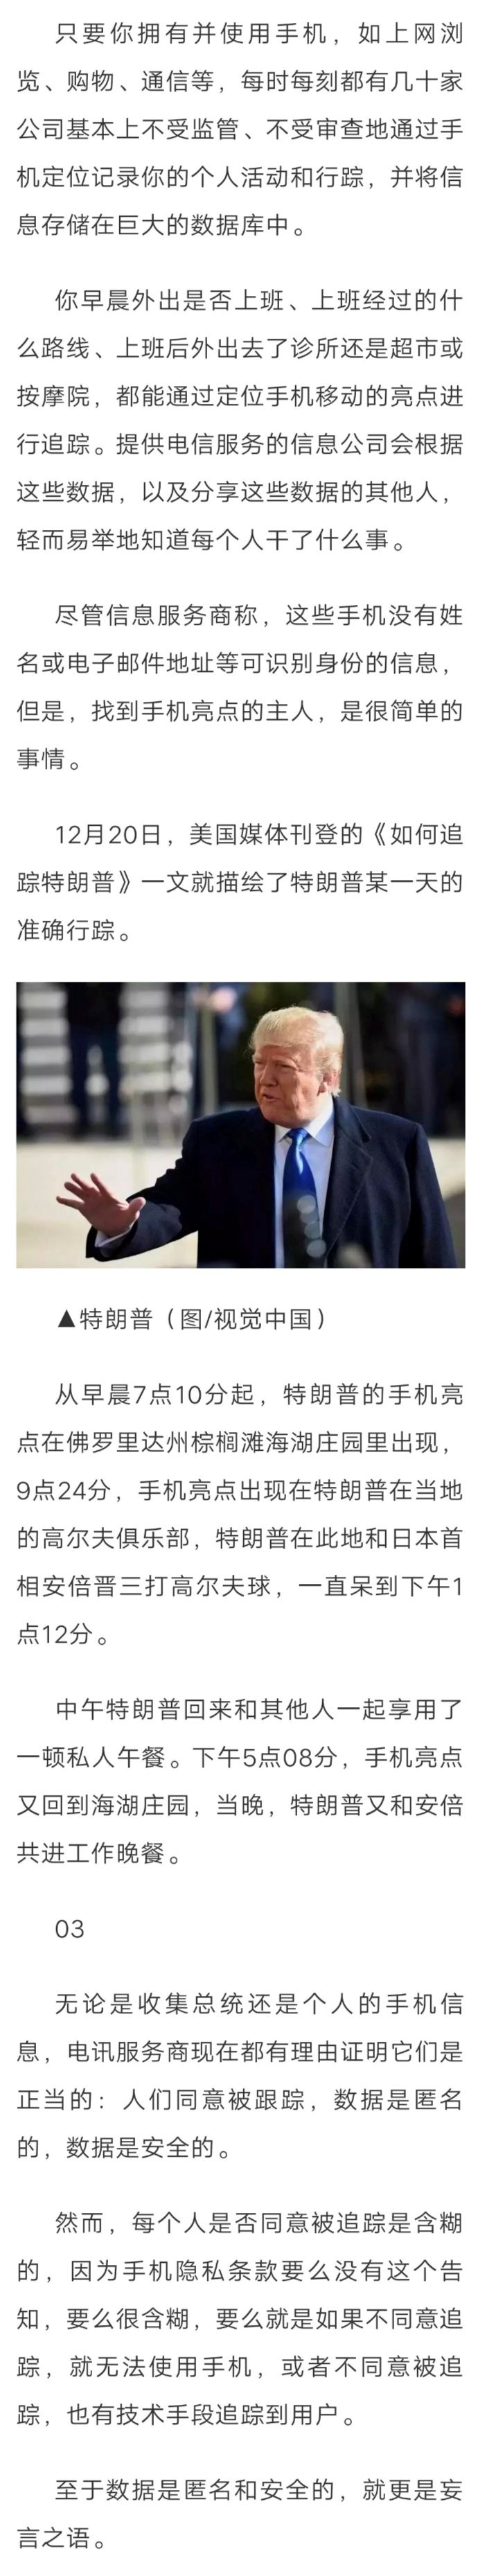 只要你拥有并使用手机，如上网浏
览、购物、通信等，每时每刻都有几十家
公司基本上不受监管、不受审查地通过手
机定位记录你的个人活动和行踪，并将信
息存储在巨大的数据库中。
你早晨外出是否上班、上班经过的什
么路线、上班后外出去了诊所还是超市或
按摩院，都能通过定位手机移动的亮点进
行追踪。提供电信服务的信息公司会根据
这些数据，以及分享这些数据的其他人，
轻而易举地知道每个人干了什么事。
尽管信息服务商称，这些手机没有姓
名或电子邮件地址等可识别身份的信息，
但是，找到手机亮点的主人，是很简单的
事情。
12月20日，美国媒体刊登的《如何追
踪特朗普》一文就描绘了特朗普某一天的
准确行踪。
▲特朗普（图/视觉中国）
从早晨7点10分起，特朗普的手机亮
点在佛罗里达州棕榈滩海湖庄园里出现，
9点24分，手机亮点出现在特朗普在当地
的高尔夫俱乐部，特朗普在此地和日本首
相安倍晋三打高尔夫球，一直呆到下午1
点12分。
中午特朗普回来和其他人一起享用了
一顿私人午餐。下午5点08分，手机亮点
又回到海湖庄园，当晚，特朗普又和安倍
共进工作晚餐。
03
无论是收集总统还是个人的手机信
息，电讯服务商现在都有理由证明它们是
正当的：人们同意被跟踪，数据是匿名
的，数据是安全的。
然而，每个人是否同意被追踪是含糊
的，因为手机隐私条款要么没有这个告
知，要么很含糊，要么就是如果不同意追
踪，就无法使用手机，或者不同意被追
踪，也有技术手段追踪到用户。
至于数据是匿名和安全的，就更是妄
言之语。